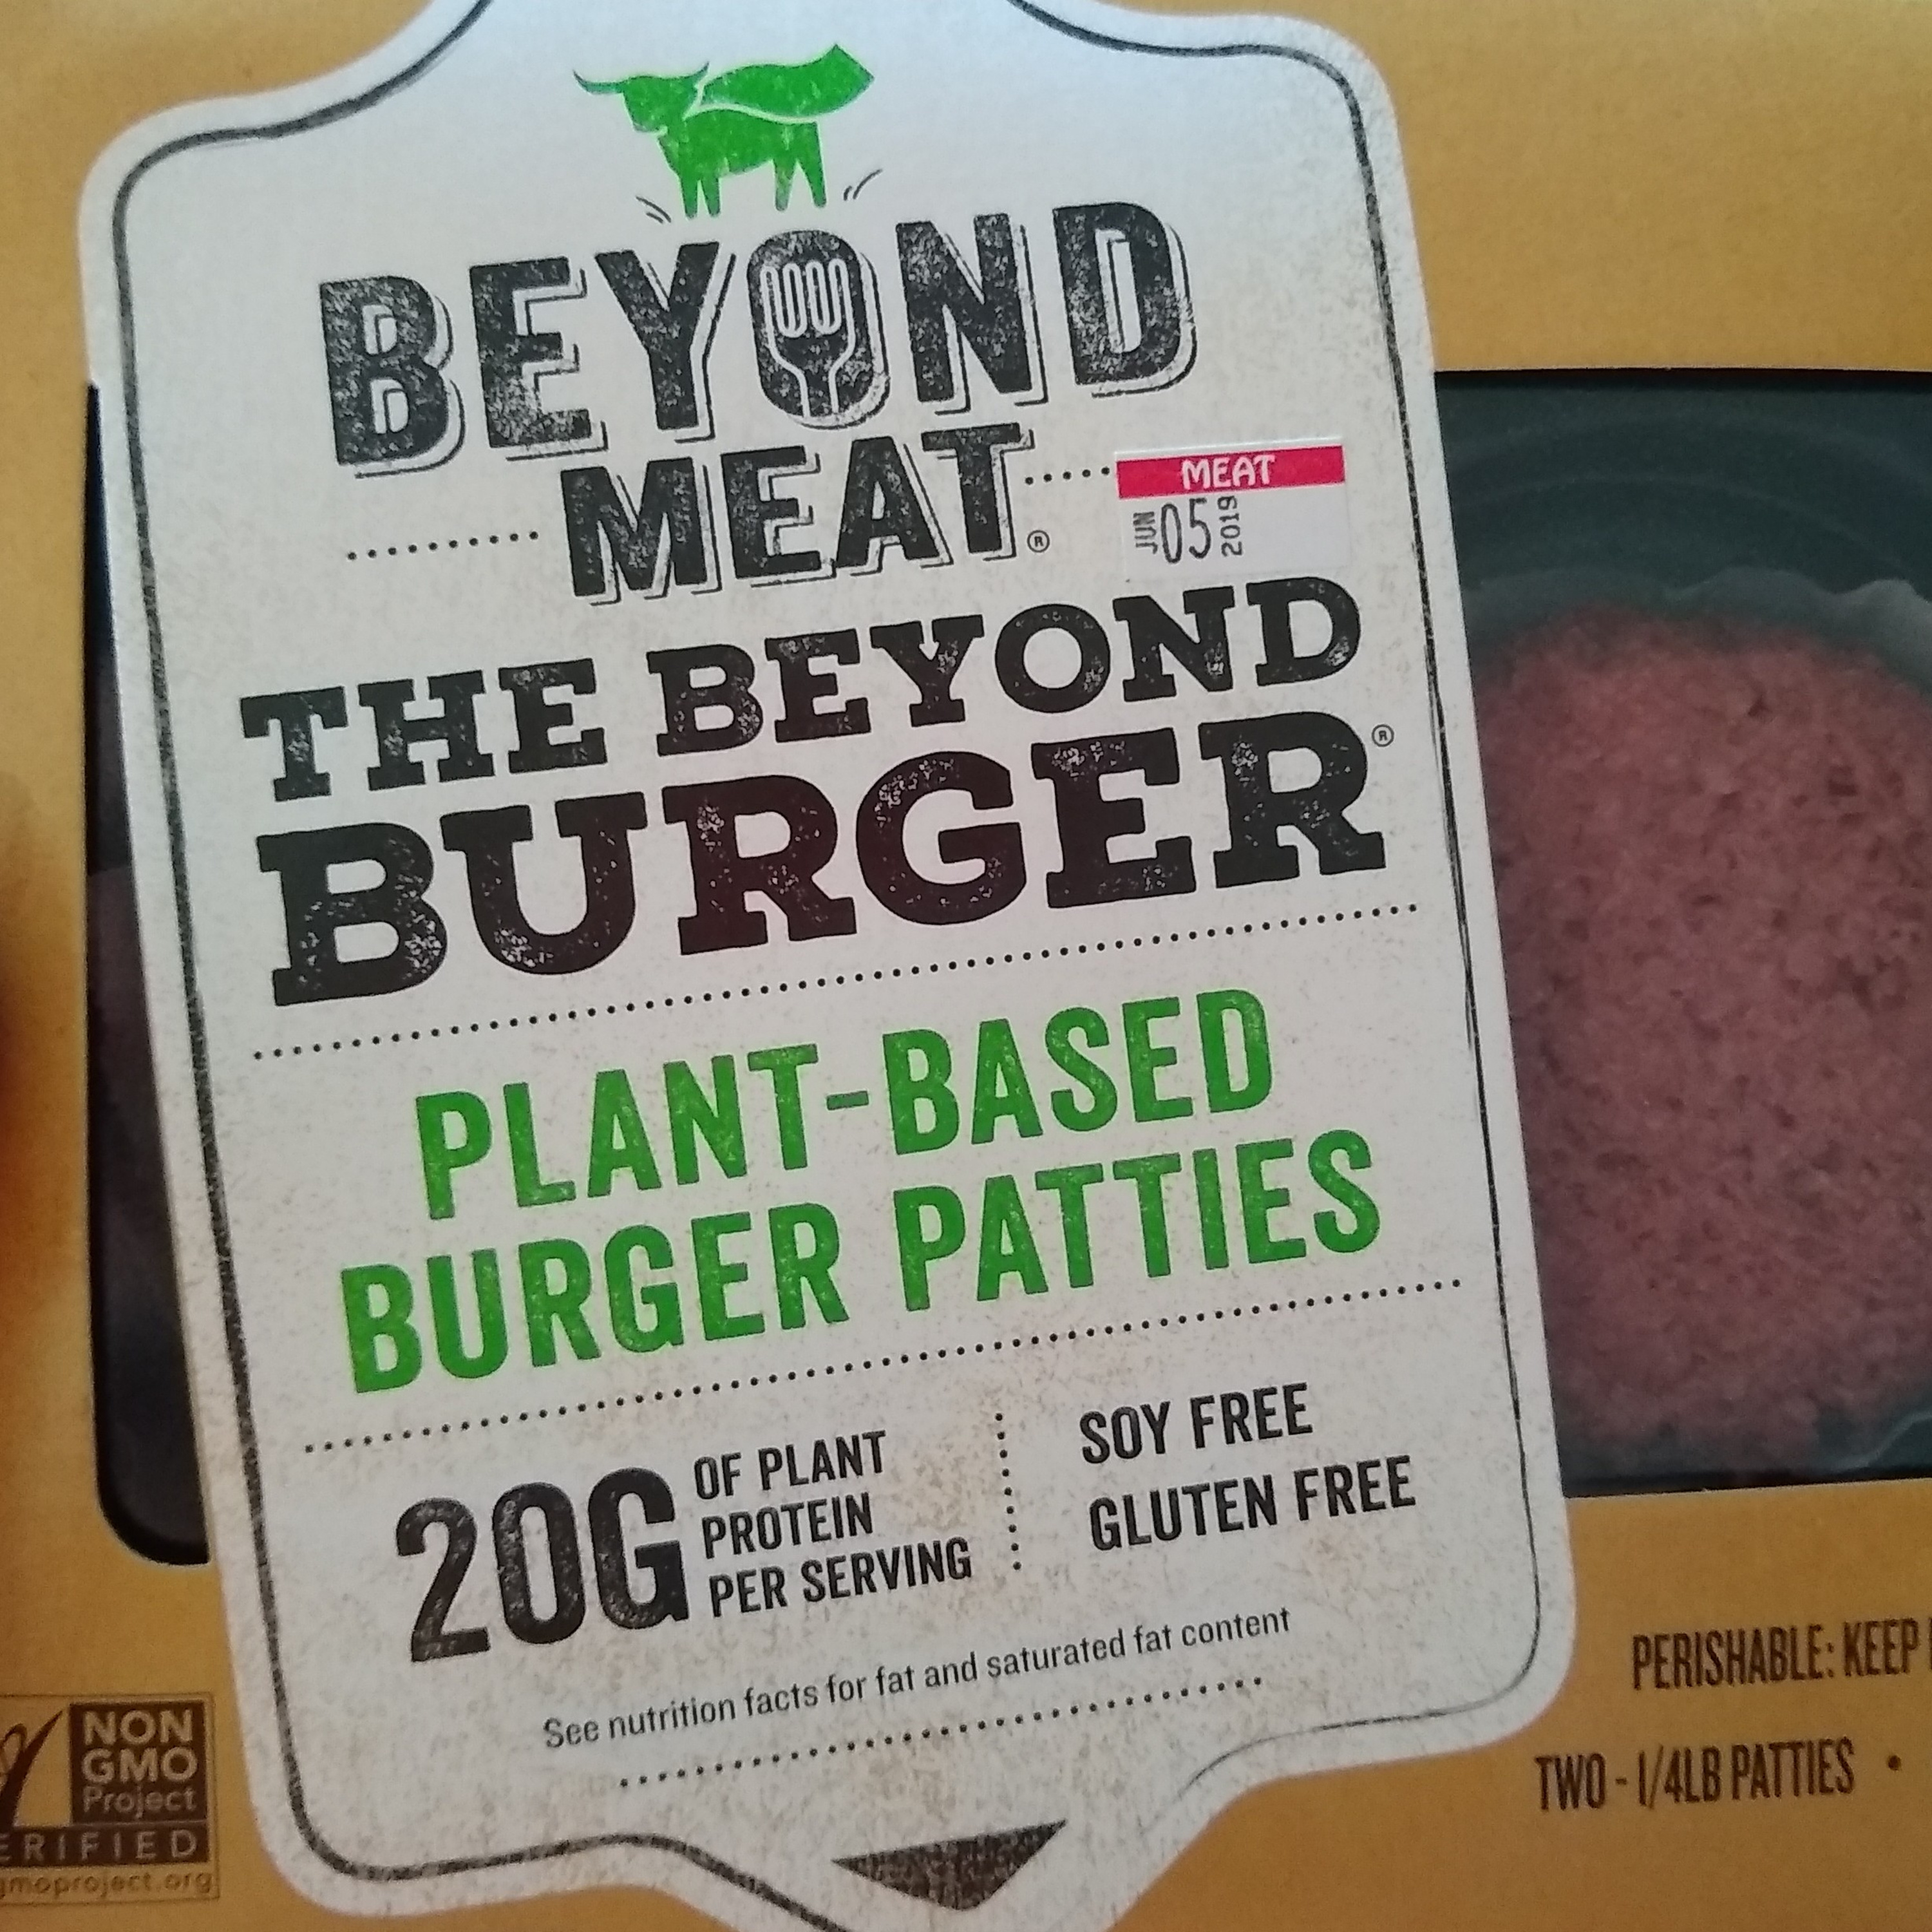 BEYOND
MEAT®
MEAT
JUN 05 2019
THE BEYOND
BURGER®
PLANT-BASED
BURGER PATTIES
20G
OF PLANT
PROTEIN
PER SERVING
SOY FREE
GLUTEN FREE
See nutrition facts for fat and saturated fat content
NON
GMO
Project
ERIFIED
gmoproject.org
PERISHABLE: KEEP
TWO - 1/4LB PATTIES •